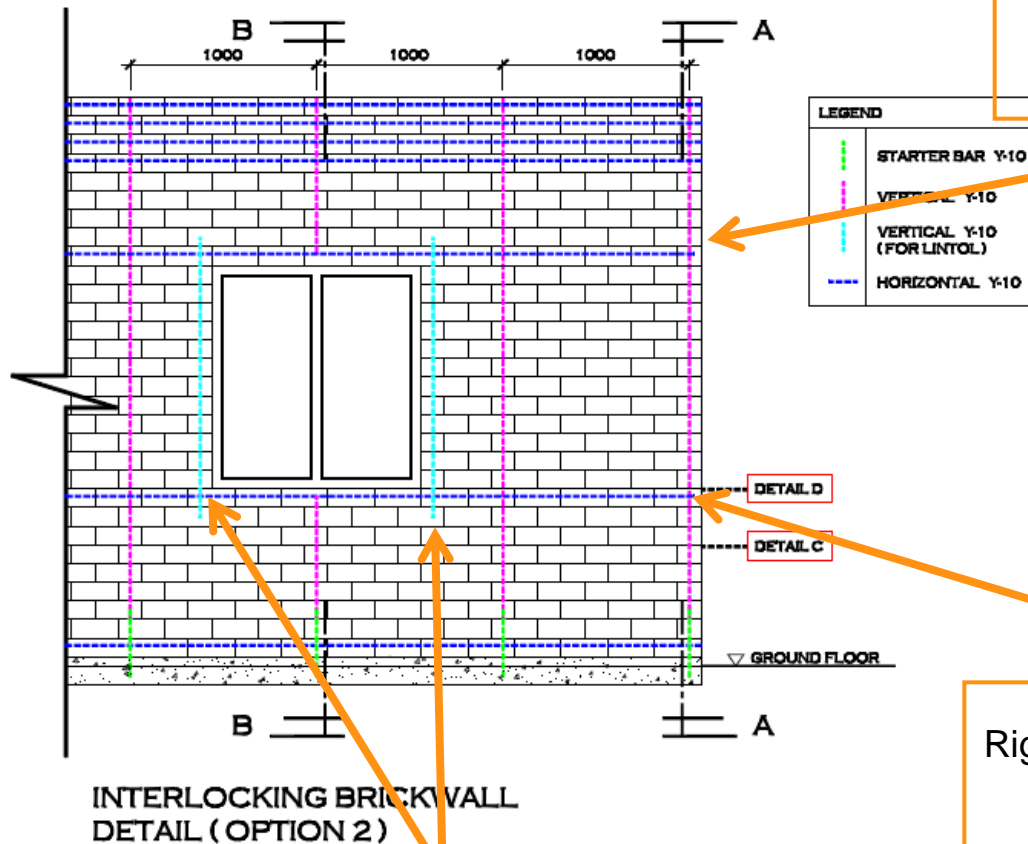 B
A
1000
1000
1000
LEGEND
STARTER BAR Y-10
VERTICAL Y-10
VERTICAL Y-10
(FOR LINTOL)
HORIZONTAL Y-10
DETAIL D
DETAIL C
GROUND FLOOR
B
A
Rig
INTERLOCKING BRICKWALL
DETAIL ( OPTION 2 )